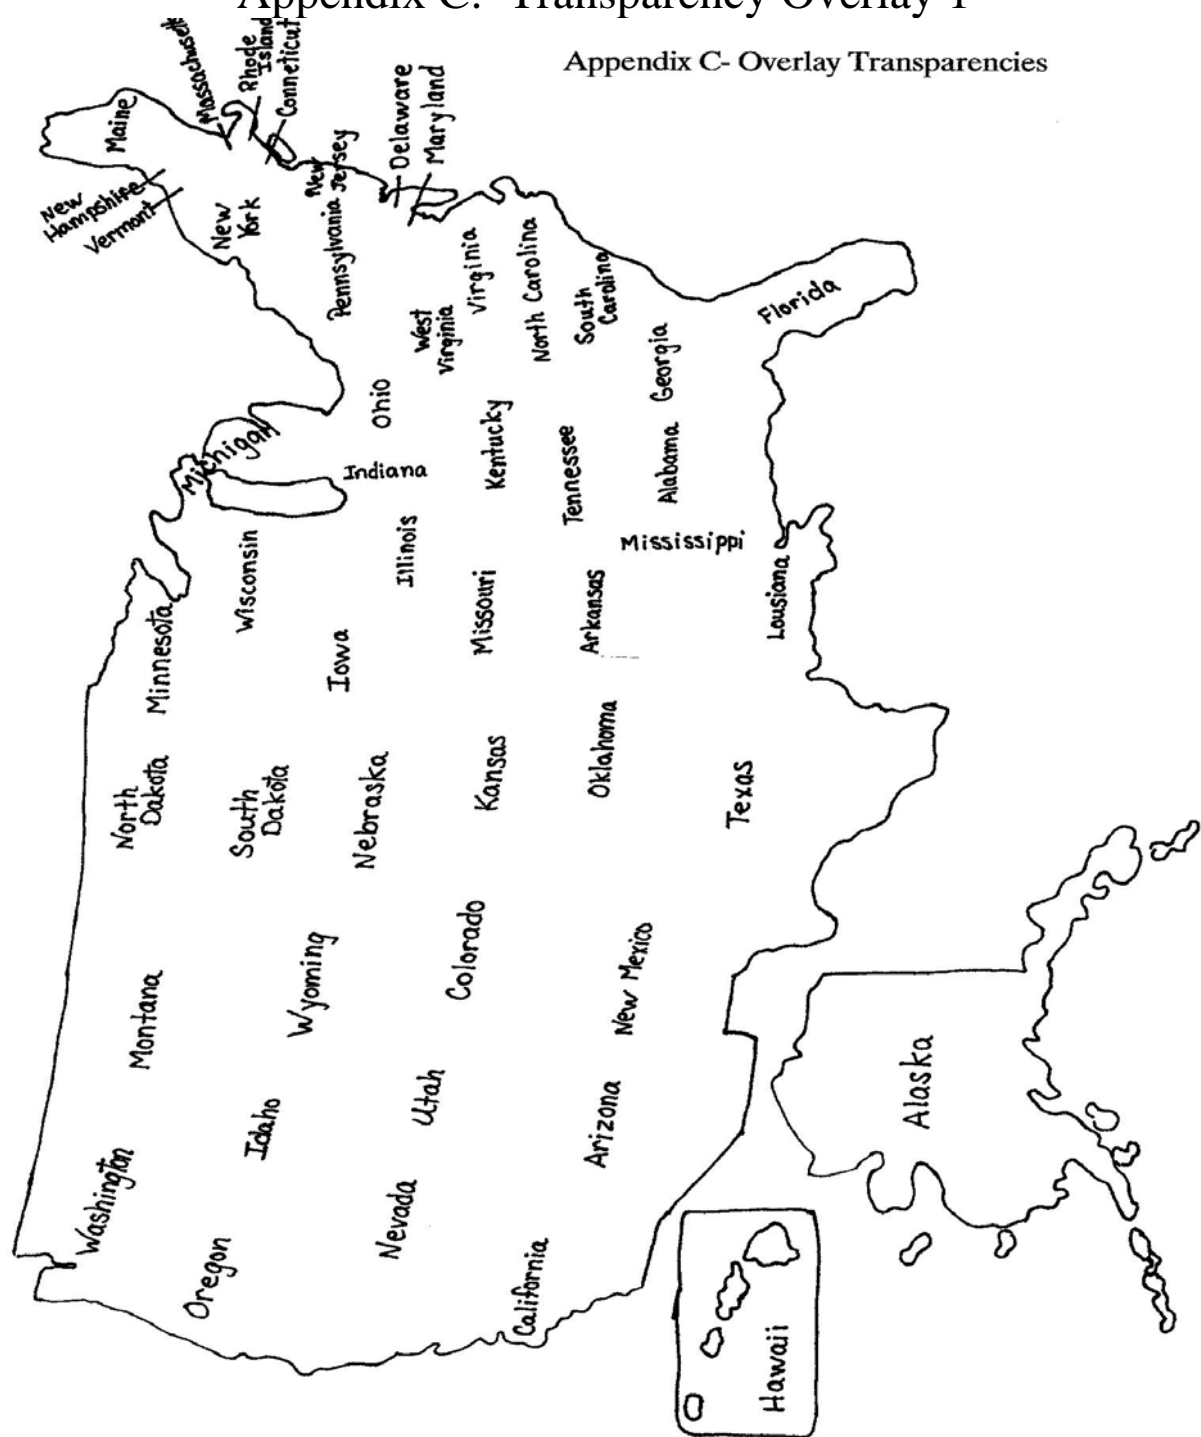 Appendix C: Transparency Overlay 1
Appendix C- Overlay Transparencies
Massachusett
Rhode
Island
Conneticut
Maine
New
Hampshire
Vermont
New
York
New
Jersey
Pennsylvania
Delaware
Maryland
West
Virginia
Virginia
North Carolina
South
Carolina
Georgia
Florida
Michigan
Ohio
Indiana
Kentucky
Tennessee
Alabama
Mississippi
Wisconsin
Illinois
Missouri
Arkansas
Lousiana
Minnesota
Iowa
North
Dakota
South
Dakota
Nebraska
Kansas
Oklahoma
Texas
Montana
Wyoming
Colorado
New Mexico
Washington
Idaho
Utah
Arizona
Oregon
Nevada
California
Alaska
Hawaii